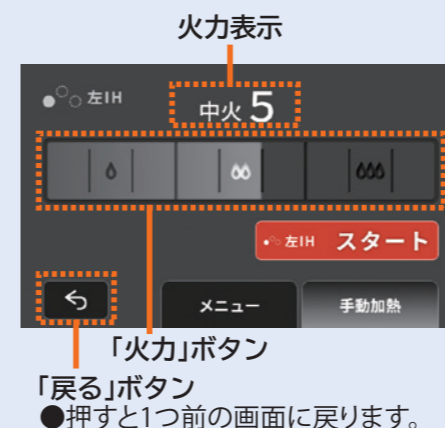 火力表示
左IH
中火 5
左IH スタート
メニュー
手動加熱
「火力」ボタン
「戻る」ボタン
●押すと1つ前の画面に戻ります。